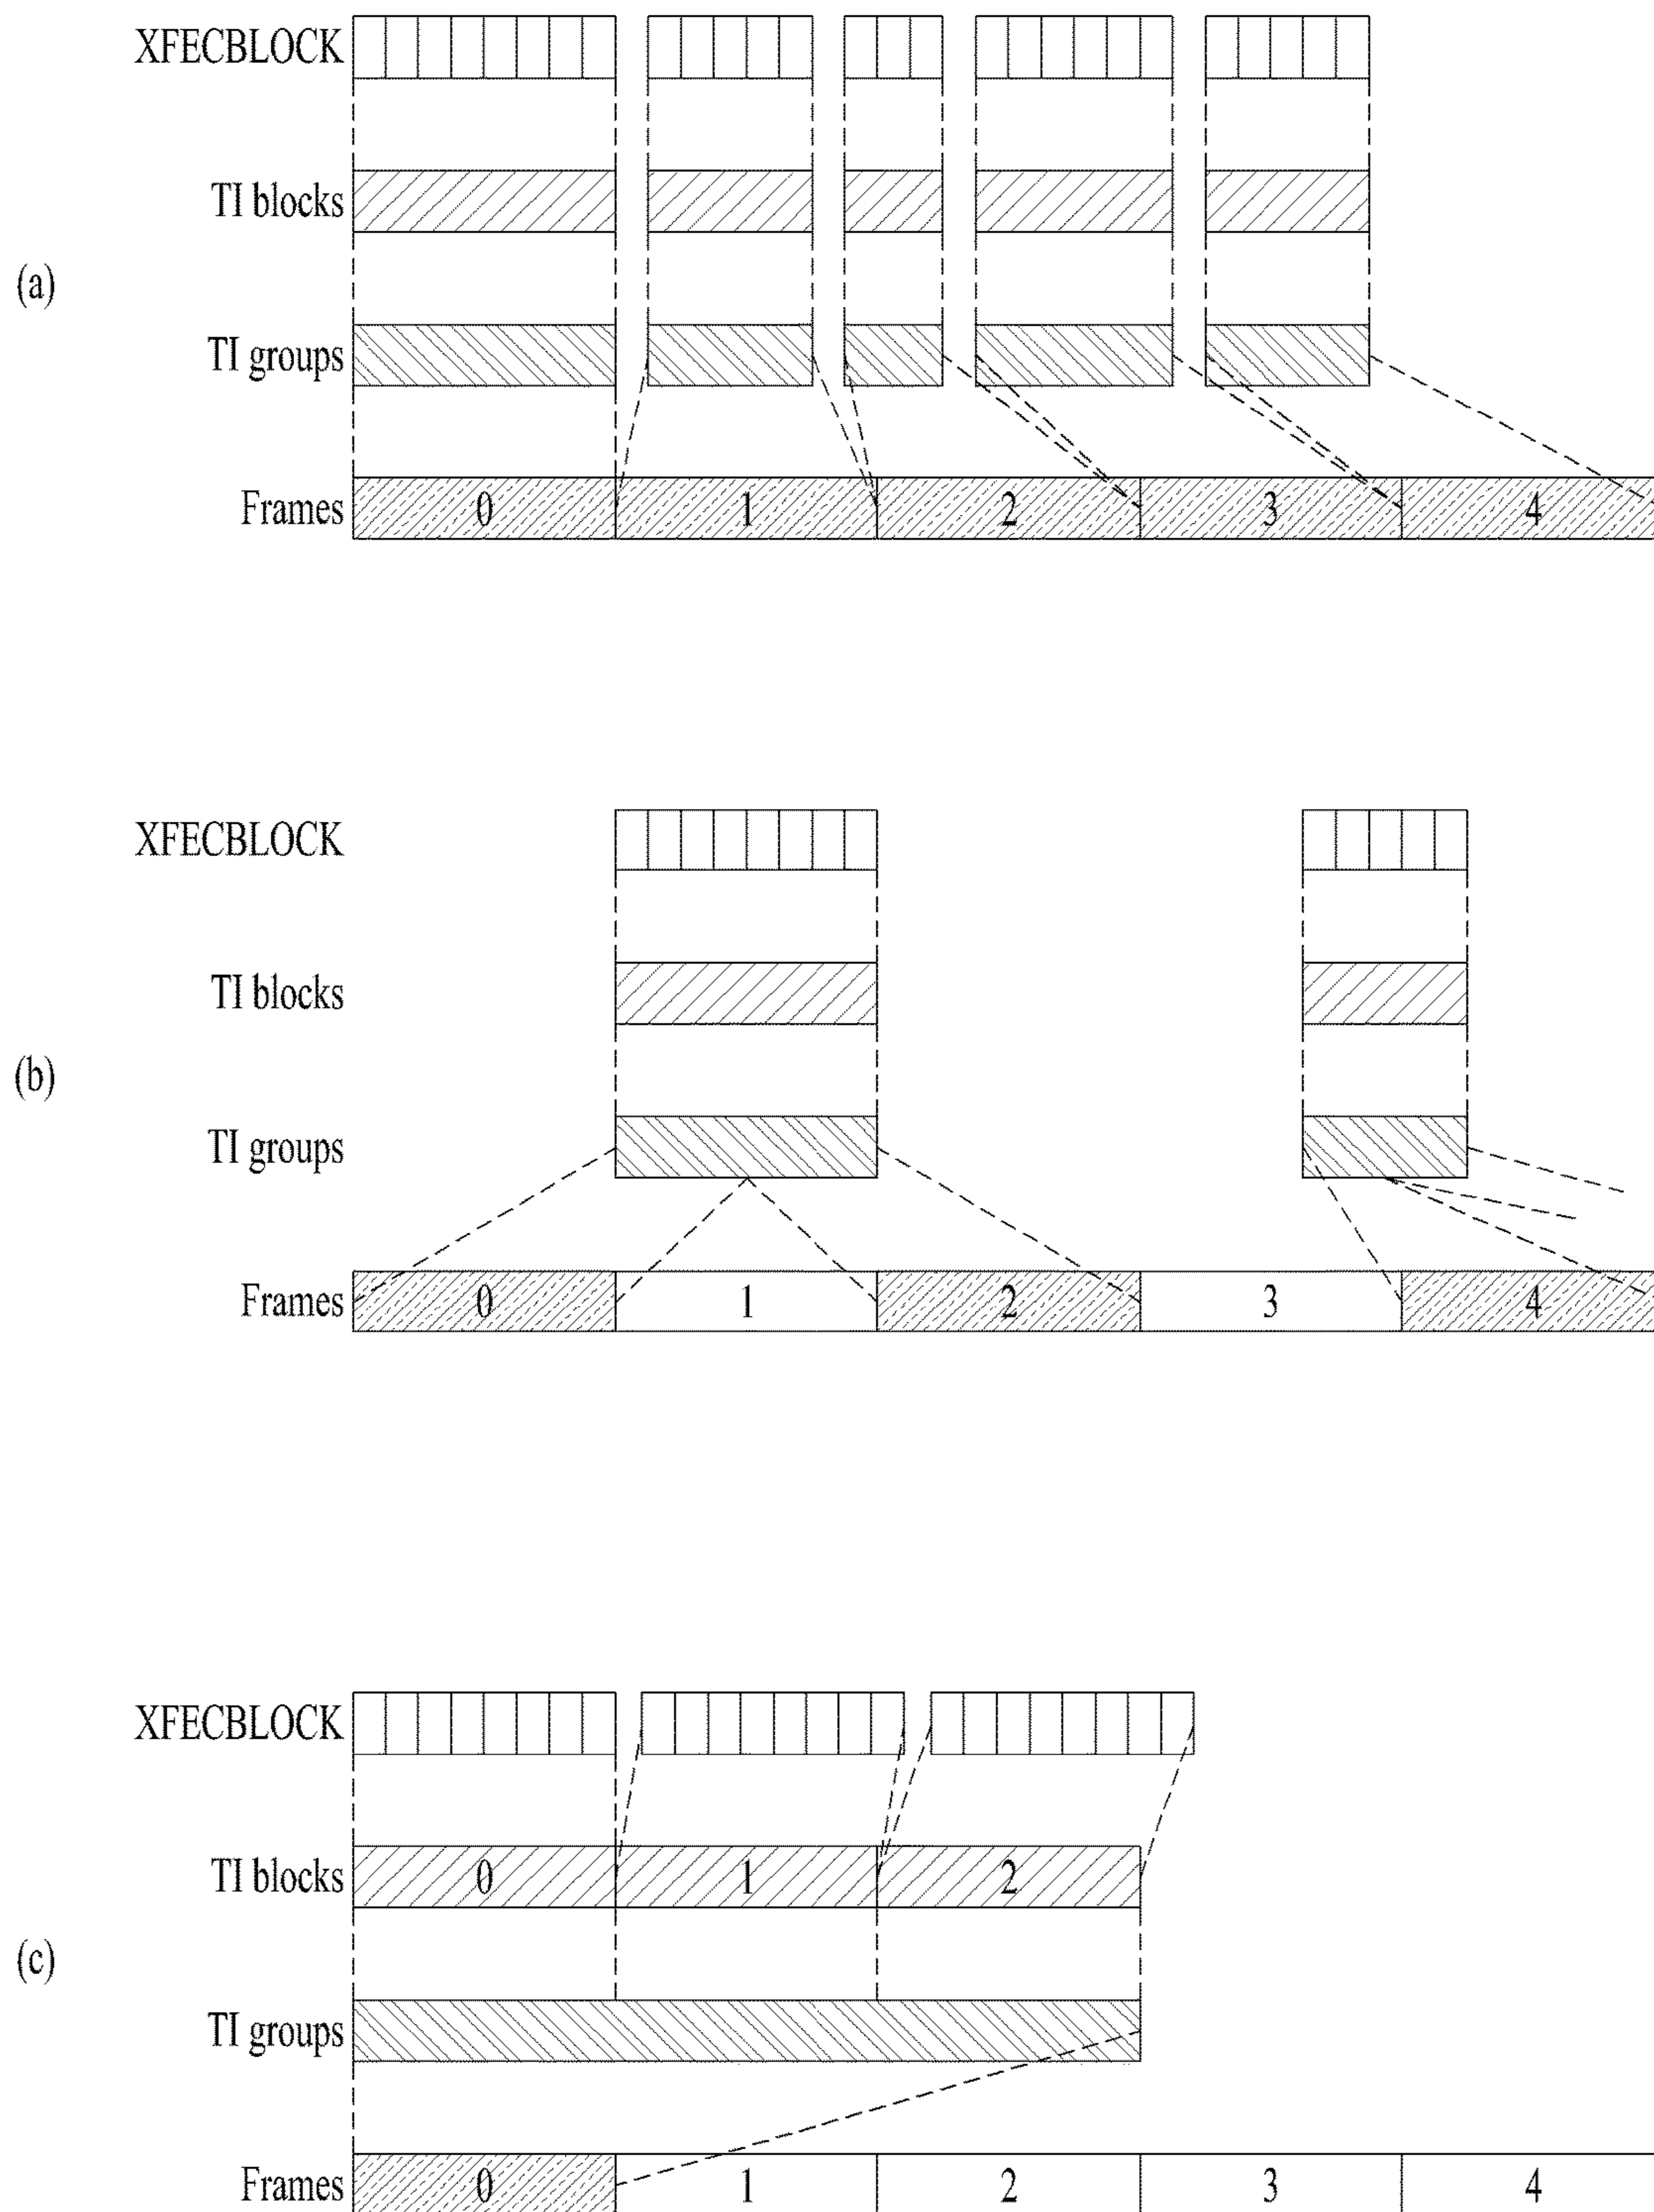 XFECBLOCK
TI blocks
(a)
TI groups
Frames 0 1 2 3 4
XFECBLOCK
TI blocks
(b)
TI groups
Frames 0 1 2 3 4
XFECBLOCK
TI blocks 0 1 2
(c)
TI groups
Frames 0 1 2 3 4